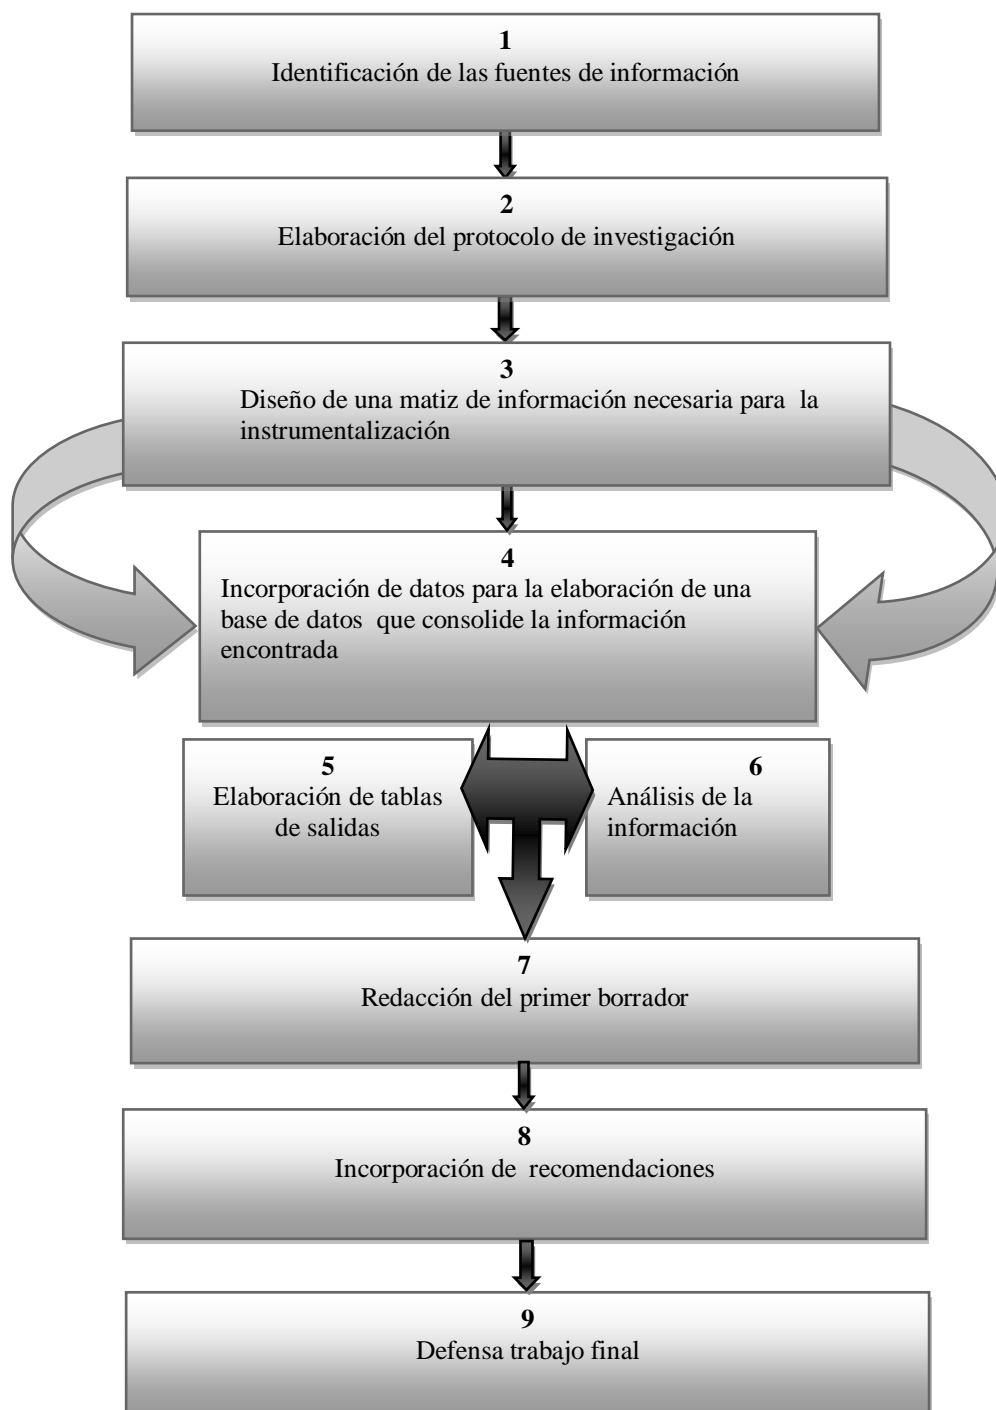 1
Identificación de las fuentes de información
2
Elaboración del protocolo de investigación
3
Diseño de una matiz de información necesaria para  la
instrumentalización
4
Incorporación de datos para la elaboración de una
base de datos  que consolide la información
encontrada
5
Elaboración de tablas
de salidas
6
Análisis de la
información
7
Redacción del primer borrador
8
Incorporación de  recomendaciones
9
Defensa trabajo final